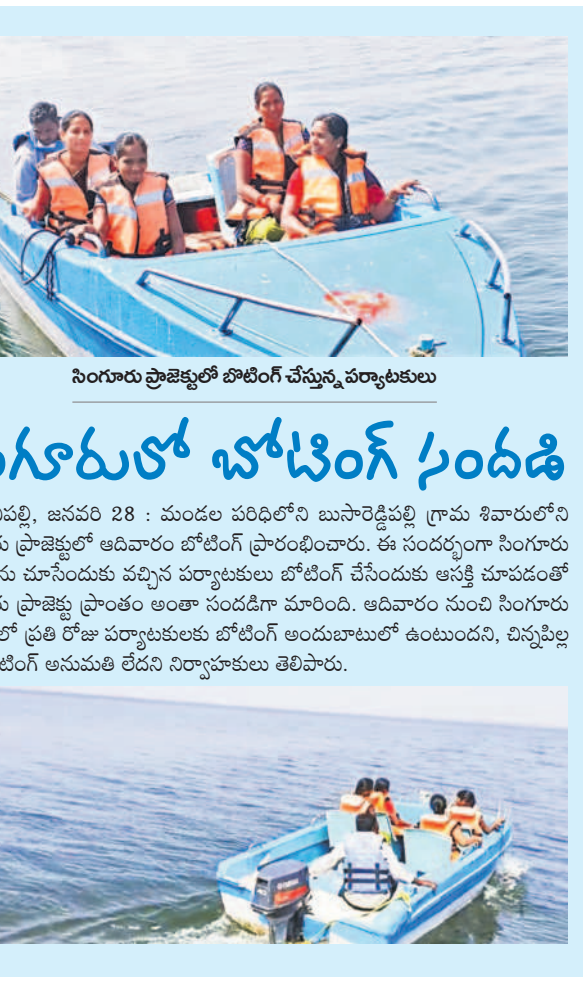 సింగూరు ప్రాజెక్టులో బోటింగ్ చేస్తున్న పర్యాటకులు
గూరులో బోటింగ్ సందడి
పల్లి, జనవరి 28 : మండల పరిధిలోని బుసారెడ్డిపల్లి గ్రామ శివారులోని
రు ప్రాజెక్టులో ఆదివారం బోటింగ్ ప్రారంభించారు. ఈ సందర్భంగా సింగూరు
ను చూసేందుకు వచ్చిన పర్యాటకులు బోటింగ్ చేసేందుకు ఆసక్తి చూపడంతో
రు ప్రాజెక్టు ప్రాంతం అంతా సందడిగా మారింది. ఆదివారం నుంచి సింగూరు
లో ప్రతి రోజు పర్యాటకులకు బోటింగ్ అందుబాటులో ఉంటుందని, చిన్నపిల్ల
టింగ్ అనుమతి లేదని నిర్వాహకులు తెలిపారు.